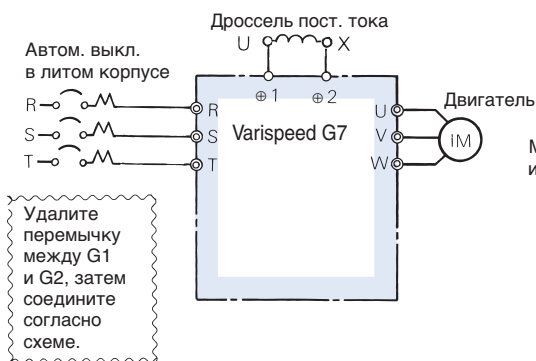 Дроссель пост. тока
U X
Автом. выкл.
в литом корпусе
⊕1 ⊕2
R R
S S
T T
Varispeed G7
U
V
W
Двигатель
IM
М
и
Удалите
перемычку
между G1
и G2, затем
соедините
согласно
схеме.